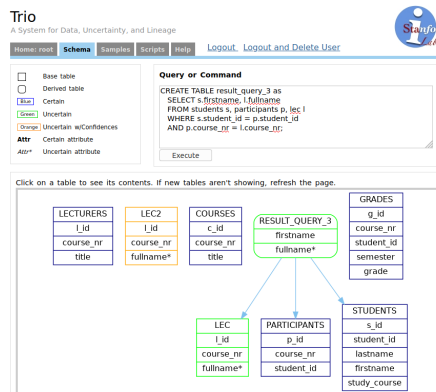 Trio
A System for Data, Uncertainty, and Lineage
Home: root Schema Samples Scripts Help Logout Logout and Delete User
Base table
Derived table
Blue Certain
Green Uncertain
Orange Uncertain w/Confidences
Attr Certain attribute
Attr* Uncertain attribute
Query or Command
CREATE TABLE result_query_3 as
SELECT s.firstname, l.fullname
FROM students s, participants p, lec l
WHERE s.student_id = p.student_id
AND p.course_nr = l.course_nr;
Execute
Click on a table to see its contents. If new tables aren't showing, refresh the page.
LECTURERS
l_id
course_nr
title
LEC2
l_id
course_nr
fullname*
COURSES
c_id
course_nr
title
RESULT_QUERY_3
firstname
fullname*
GRADES
g_id
course_nr
student_id
semester
grade
LEC
l_id
course_nr
fullname*
PARTICIPANTS
p_id
course_nr
student_id
STUDENTS
s_id
student_id
lastname
firstname
study_course